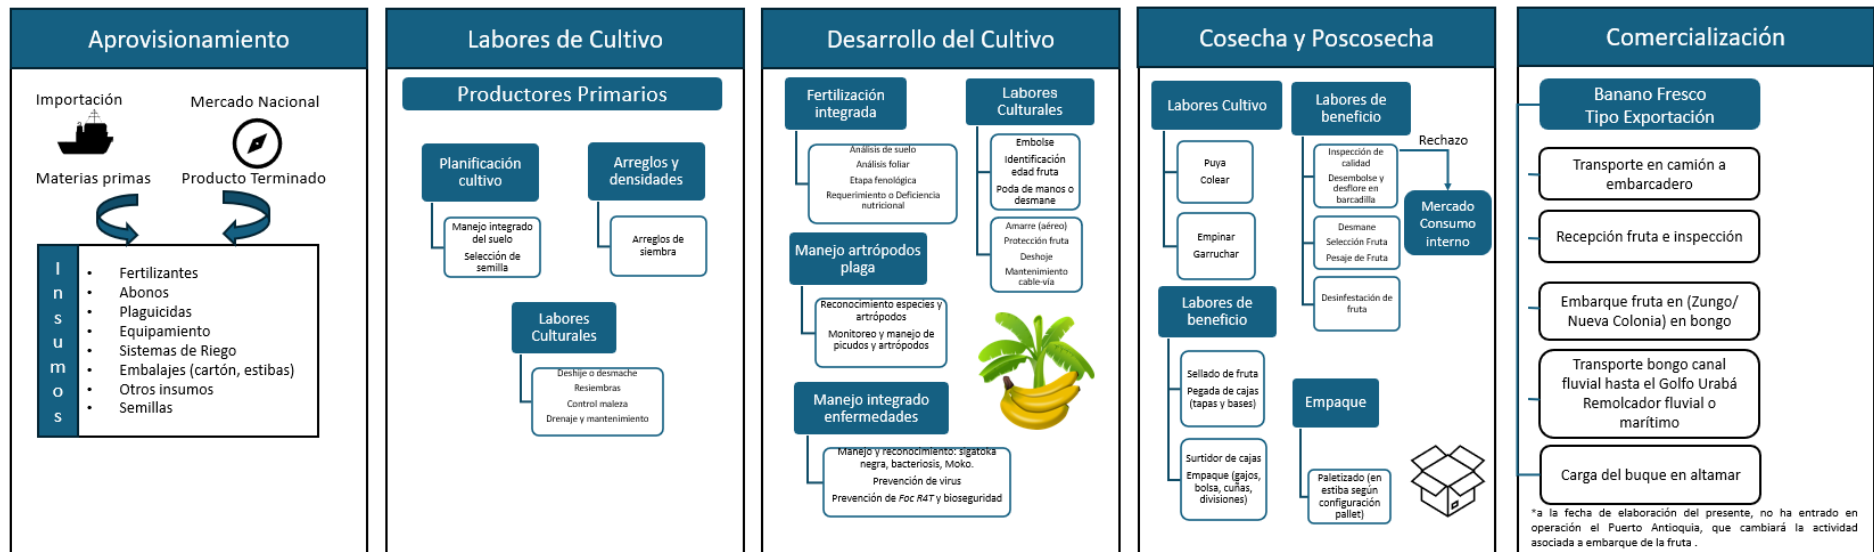 Aprovisionamiento
Importación
Mercado Nacional
Materias primas
Producto Terminado
Insumos
• Fertilizantes
• Abonos
• Plaguicidas
• Equipamiento
• Sistemas de Riego
• Embalajes (cartón, estibas)
• Otros insumos
• Semillas
Labores de Cultivo
Productores Primarios
Planificación
cultivo
Manejo integrado
del suelo
Selección de
semilla
Arreglos y
densidades
Arreglos de
siembra
Labores
Culturales
Deshije o desmache
Resiembras
Control maleza
Drenaje y mantenimiento
Desarrollo del Cultivo
Fertilización
integrada
Análisis de suelo
Análisis foliar
Etapa fenológica
Requerimiento o Deficiencia
nutricional
Manejo artrópodos
plaga
Reconocimiento especies y
artrópodos
Monitoreo y manejo de
picudos y artrópodos
Manejo integrado
enfermedades
Manejo y reconocimiento: sigatoka
negra, bacteriosis, Moko.
Prevención de virus
Prevención de Foc R4T y bioseguridad
Labores
Culturales
Embolse
Identificación
edad fruta
Poda de manos o
desmane
Amarre (aéreo)
Protección fruta
Deshoje
Mantenimiento
cable-vía
Cosecha y Poscosecha
Labores Cultivo
Puya
Colear
Empinar
Garruchar
Labores de
beneficio
Inspección de
calidad
Desembolse y
desflore en
barcadilla
Desmane
Selección Fruta
Pesaje de Fruta
Desinfestación de
fruta
Rechazo
Mercado
Consumo
interno
Labores de
beneficio
Sellado de fruta
Pegada de cajas
(tapas y bases)
Surtidor de cajas
Empaque (gajos,
bolsa, cuñas,
divisiones)
Empaque
Paletizado (en
estiba según
configuración
pallet)
Comercialización
Banano Fresco
Tipo Exportación
Transporte en camión a
embarcadero
Recepción fruta e inspección
Embarque fruta en (Zungo/
Nueva Colonia) en bongo
Transporte bongo canal
fluvial hasta el Golfo Urabá
Remolcador fluvial o
marítimo
Carga del buque en altamar
*a la fecha de elaboración del presente, no ha entrado en
operación el Puerto Antioquia, que cambiará la actividad
asociada a embarque de la fruta .